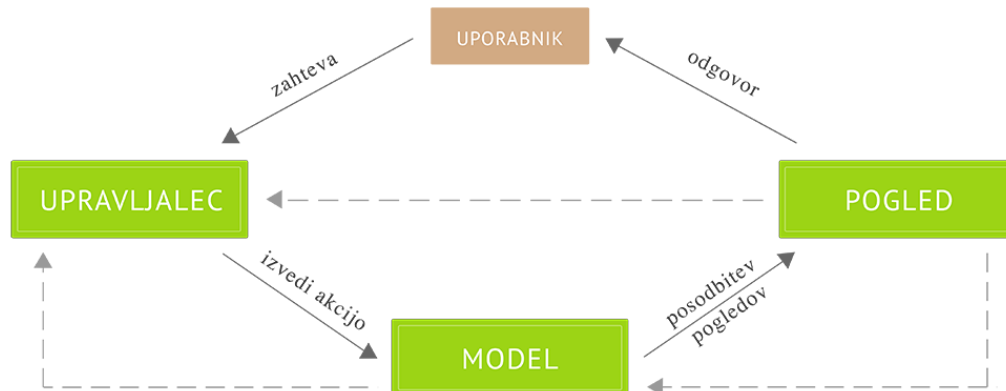 UPORABNIK
zahteva
odgovor
UPRAVLJALEC
POGLED
izvedi akcijo
posodbitev
pogledov
MODEL